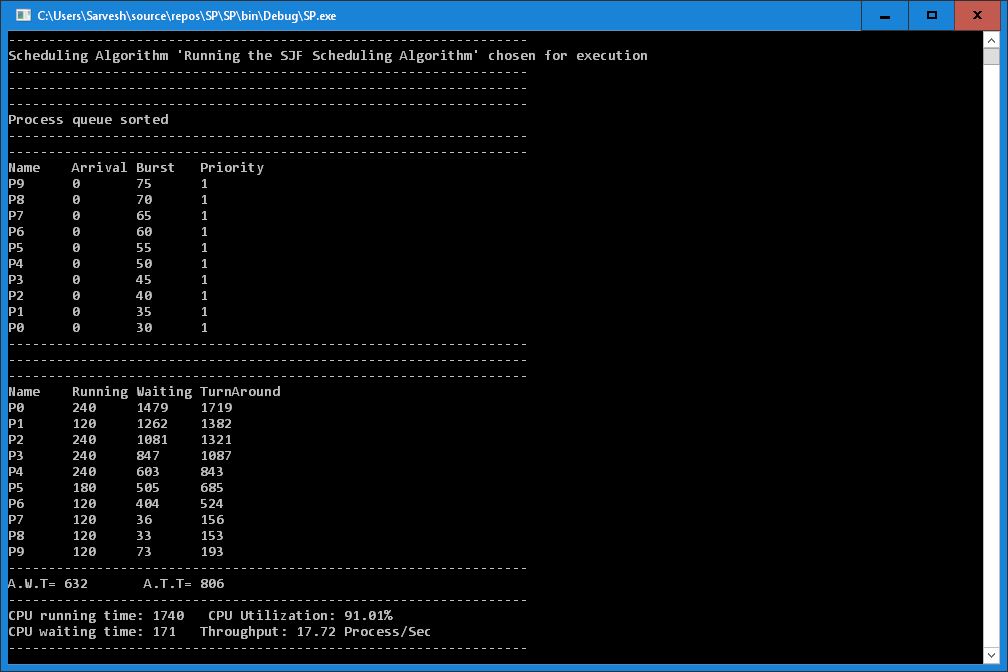 C:\Users\Sarvesh\source\repos\SP\SP\bin\Debug\SP.exe
-----------------------------------------------------------------
Scheduling Algorithm 'Running the SJF Scheduling Algorithm' chosen for execution
-----------------------------------------------------------------
-----------------------------------------------------------------
-----------------------------------------------------------------
Process queue sorted
-----------------------------------------------------------------
-----------------------------------------------------------------
Name    Arrival Burst   Priority
P9      0       75      1
P8      0       70      1
P7      0       65      1
P6      0       60      1
P5      0       55      1
P4      0       50      1
P3      0       45      1
P2      0       40      1
P1      0       35      1
P0      0       30      1
-----------------------------------------------------------------
-----------------------------------------------------------------
-----------------------------------------------------------------
Name    Running Waiting TurnAround
P0      240     1479    1719
P1      120     1262    1382
P2      240     1081    1321
P3      240     847     1087
P4      240     603     843
P5      180     505     685
P6      120     404     524
P7      120     36      156
P8      120     33      153
P9      120     73      193
-----------------------------------------------------------------
A.W.T= 632       A.T.T= 806
-----------------------------------------------------------------
CPU running time: 1740   CPU Utilization: 91.01%
CPU waiting time: 171   Throughput: 17.72 Process/Sec
-----------------------------------------------------------------